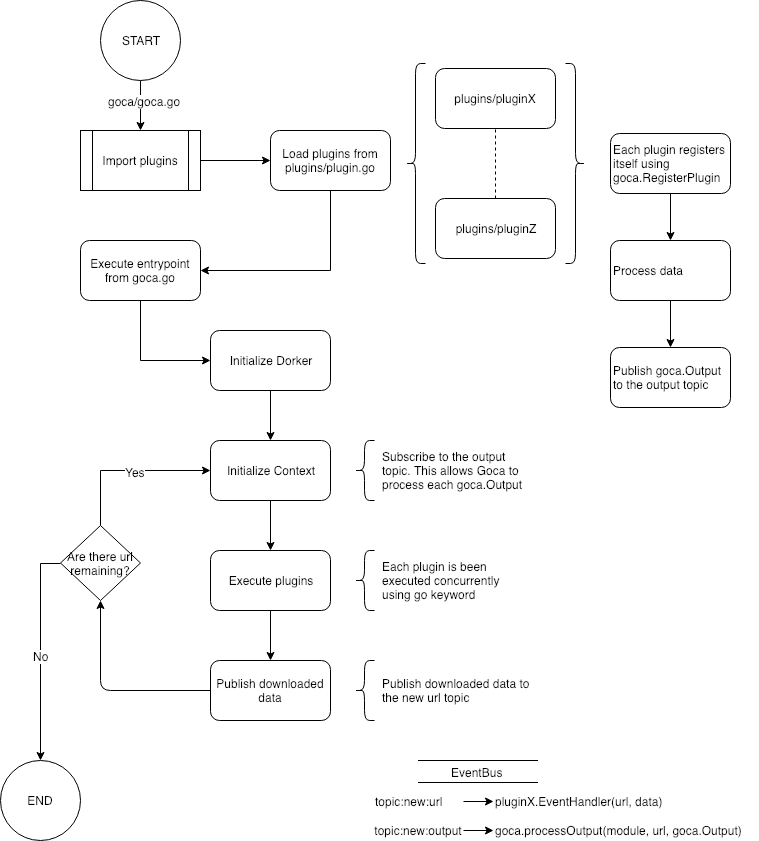 START
goca/goca.go
Import plugins
Load plugins from
plugins/plugin.go
plugins/pluginX
plugins/pluginZ
Each plugin registers
itself using
goca.RegisterPlugin
Process data
Publish goca.Output
to the output topic
Execute entrypoint
from goca.go
Initialize Dorker
Initialize Context
Subscribe to the output
topic. This allows Goca to
process each goca.Output
Yes
Are there url
remaining?
Execute plugins
Each plugin is been
executed concurrently
using go keyword
No
Publish downloaded
data
Publish downloaded data to
the new url topic
END
EventBus
topic:new:url
pluginX.EventHandler(url, data)
topic:new:output
goca.processOutput(module, url, goca.Output)